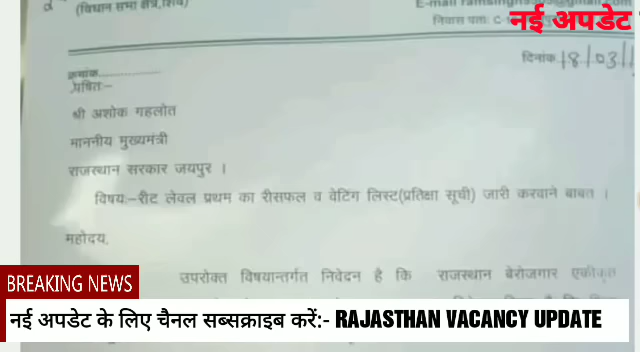 (विधान सभा क्षेत्र,शिव)
नई अपडेट
दिनांक 18/03/
क्रमांक..................
प्रेषितः–
श्री अशोक गहलोत
माननीय मुख्यमंत्री
राजस्थान सरकार जयपुर ।
विषयः–रीट लेवल प्रथम का रीसफल व वेटिंग लिस्ट(प्रतिक्षा सूची) जारी करवाने बाबत ।
महोदय,
उपरोक्त विषयान्तर्गत निवेदन है कि राजस्थान बेरोजगार एकीकृत
BREAKING NEWS
नई अपडेट के लिए चैनल सब्सक्राइब करें:- RAJASTHAN VACANCY UPDATE